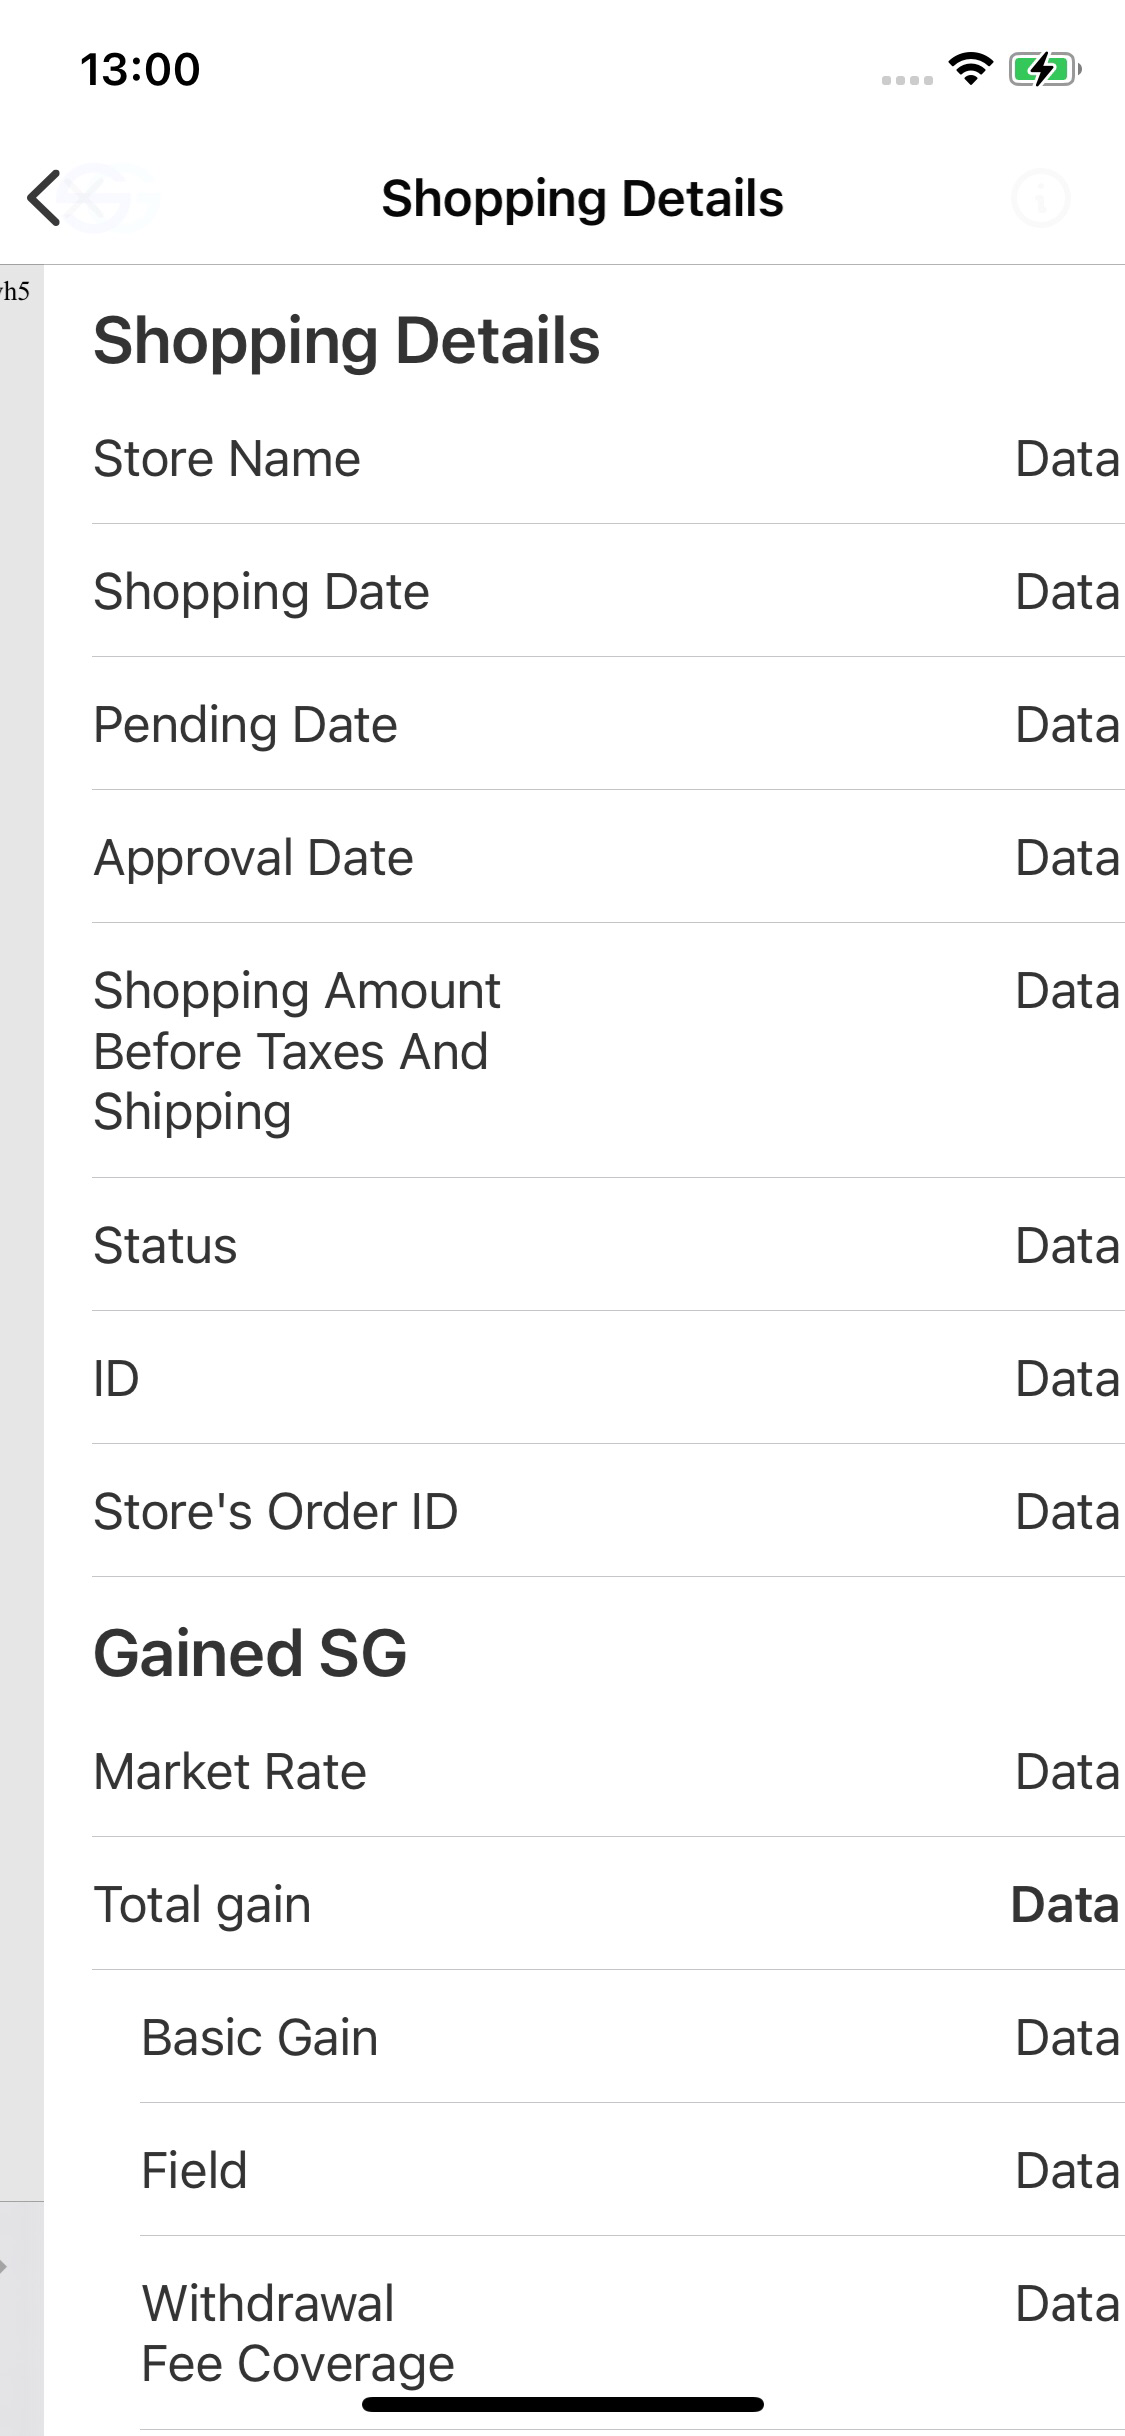 13:00
Shopping Details
h5
Shopping Details
Store Name Data
Shopping Date Data
Pending Date Data
Approval Date Data
Shopping Amount Data
Before Taxes And
Shipping
Status Data
ID Data
Store's Order ID Data
Gained SG
Market Rate Data
Total gain Data
Basic Gain Data
Field Data
Withdrawal Data
Fee Coverage